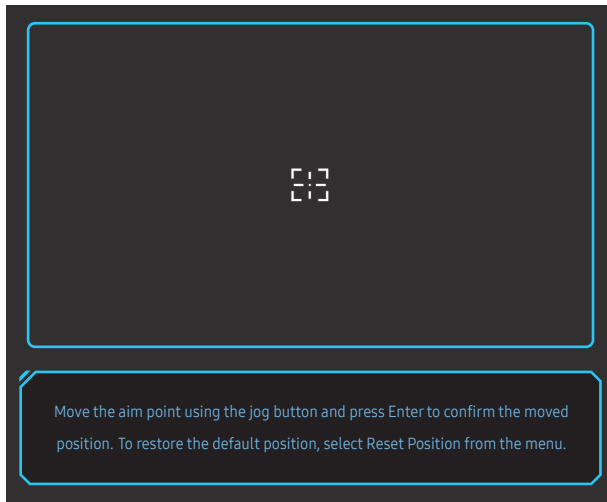 Move the aim point using the jog button and press Enter to confirm the moved
position. To restore the default position, select Reset Position from the menu.